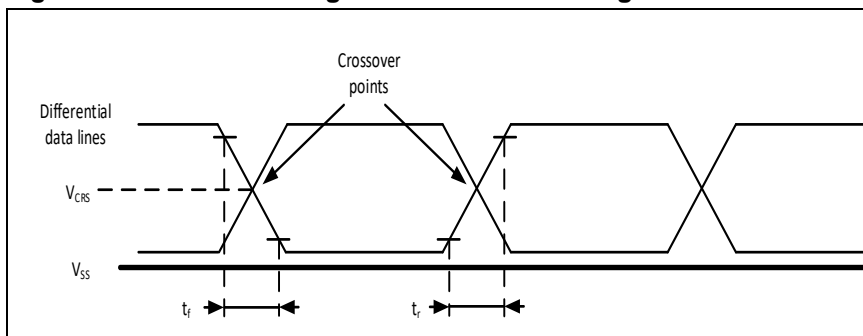 Crossover
points
Differential
data lines
VCRS
VSS
tf
tr